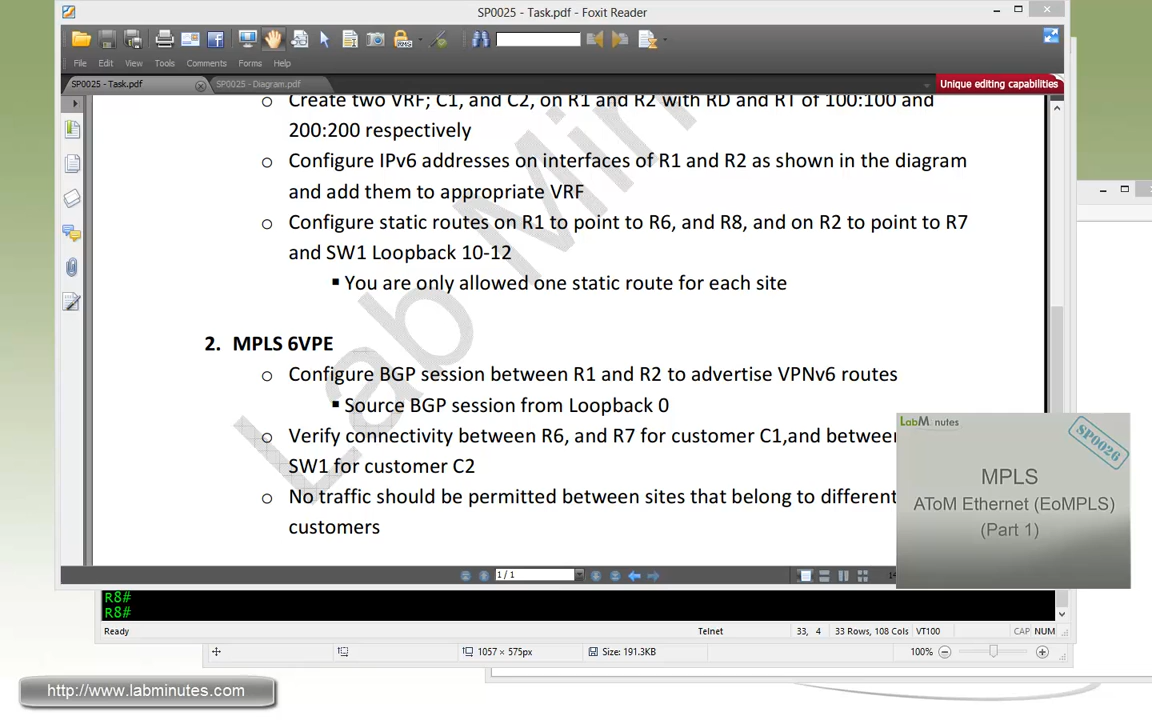 SP0025 - Task.pdf - Foxit Reader
File Edit View Tools Comments Forms Help
SP0025 - Task.pdf
SP0025 - Diagram.pdf
Unique editing capabilities
o Create two VRF; C1, and C2, on R1 and R2 with RD and RT of 100:100 and
200:200 respectively
o Configure IPv6 addresses on interfaces of R1 and R2 as shown in the diagram
and add them to appropriate VRF
o Configure static routes on R1 to point to R6, and R8, and on R2 to point to R7
and SW1 Loopback 10-12
▪ You are only allowed one static route for each site
2. MPLS 6VPE
o Configure BGP session between R1 and R2 to advertise VPNv6 routes
▪ Source BGP session from Loopback 0
o Verify connectivity between R6, and R7 for customer C1,and between
SW1 for customer C2
o No traffic should be permitted between sites that belong to different
customers
Lab Min
LabM nutes
SP0026
MPLS
AToM Ethernet (EoMPLS)
(Part 1)
1 / 1
R8#
R8#
Ready
Telnet
33, 4
33 Rows, 108 Cols
VT100
CAP NUM
1057 × 575px
Size: 191.3KB
100%
http://www.labminutes.com